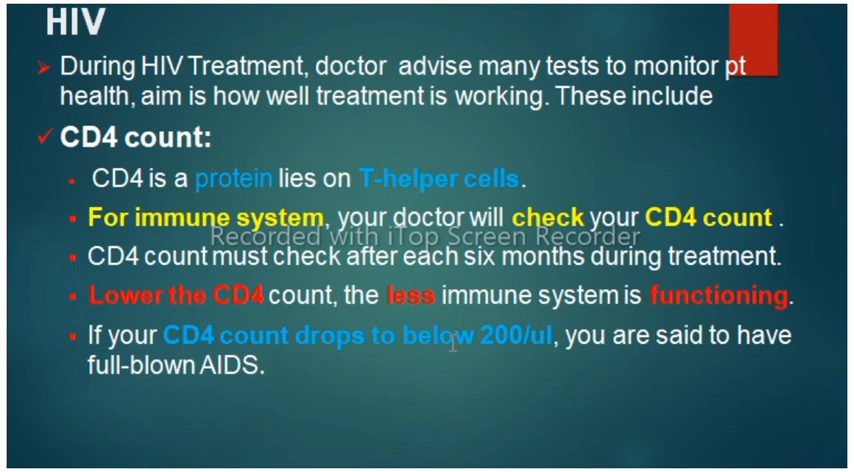 HIV
During HIV Treatment, doctor advise many tests to monitor pt
health, aim is how well treatment is working. These include
CD4 count:
CD4 is a protein lies on T-helper cells.
For immune system, your doctor will check your CD4 count .
Recorded with iTop Screen Recorder
CD4 count must check after each six months during treatment.
Lower the CD4 count, the less immune system is functioning.
If your CD4 count drops to below 200/ul, you are said to have
full-blown AIDS.